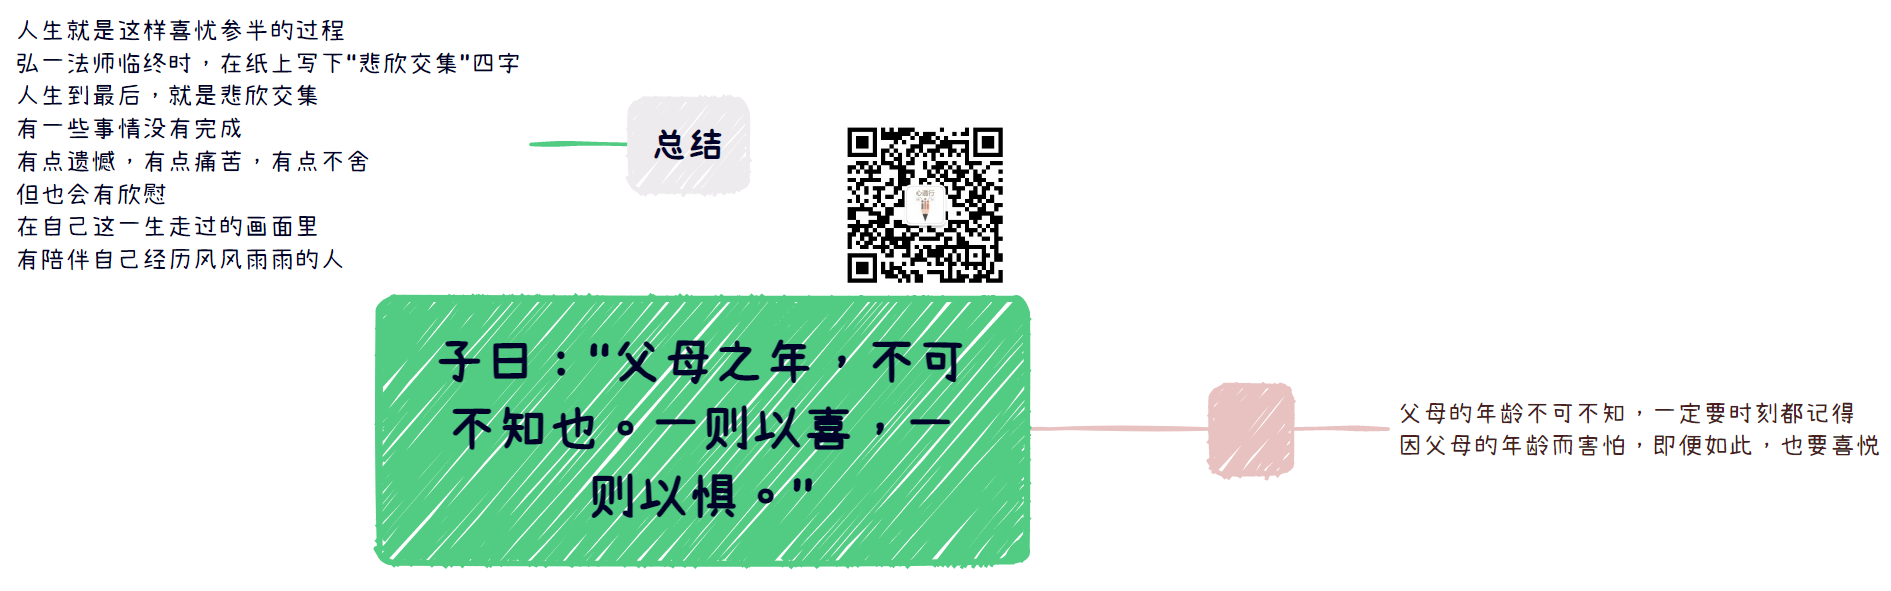 人生就是这样喜忧参半的过程
弘一法师临终时，在纸上写下"悲欣交集"四字
人生到最后，就是悲欣交集
有一些事情没有完成
有点遗憾，有点痛苦，有点不舍
但也会有欣慰
在自己这一生走过的画面里
有陪伴自己经历风风雨雨的人
总结
心道行
子曰："父母之年，不可
不知也。一则以喜，一
则以惧。"
父母的年龄不可不知，一定要时刻都记得
因父母的年龄而害怕，即便如此，也要喜悦